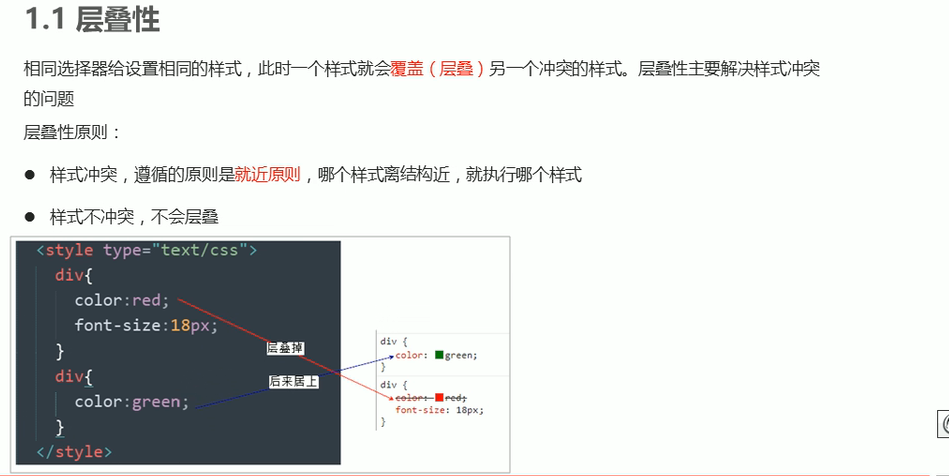 1.1 层叠性
相同选择器给设置相同的样式，此时一个样式就会覆盖（层叠）另一个冲突的样式。层叠性主要解决样式冲突
的问题
层叠性原则：
● 样式冲突，遵循的原则是就近原则，哪个样式离结构近，就执行哪个样式
● 样式不冲突，不会层叠
<style type="text/css">
div{
color:red;
font-size:18px;
}
div{
color:green;
}
</style>
层叠掉
后来居上
div {
color: green;
}
div {
color: red;
font-size: 18px;
}